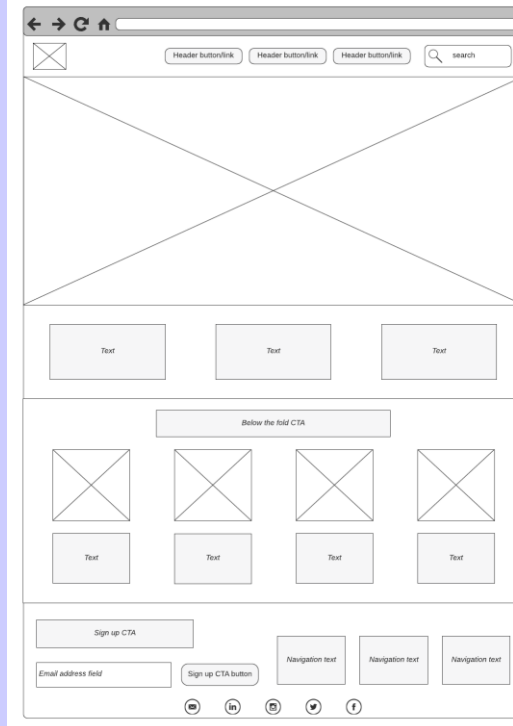 Header button/link
Header button/link
Header button/link
search
Text
Text
Text
Below the fold CTA
Text
Text
Text
Text
Sign up CTA
Email address field
Sign up CTA button
Navigation text
Navigation text
Navigation text
in
f